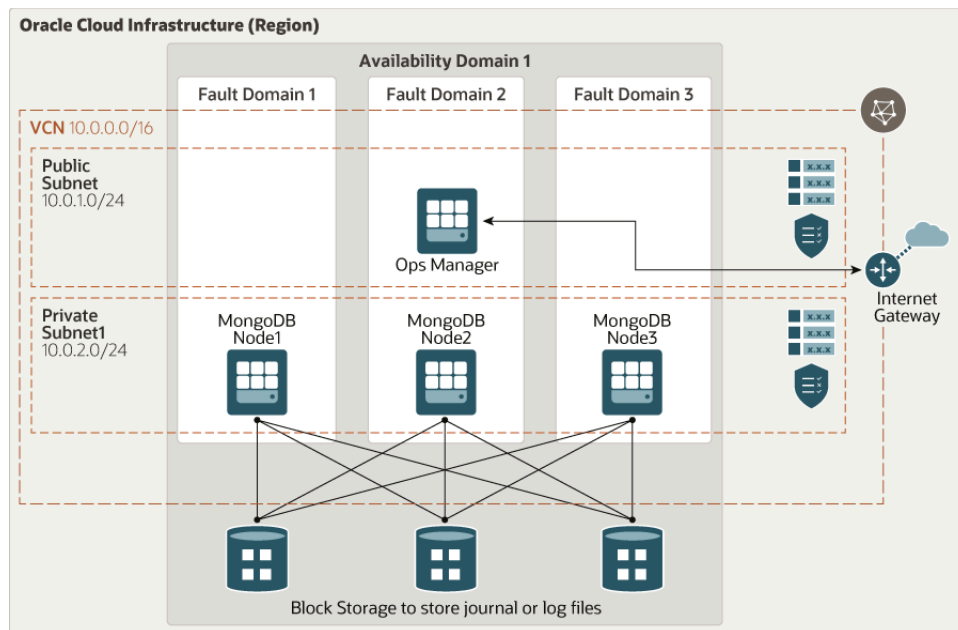 Oracle Cloud Infrastructure (Region)
Availability Domain 1
Fault Domain 1
Fault Domain 2
Fault Domain 3
VCN 10.0.0.0/16
Public
Subnet
10.0.1.0/24
x.x.x
x.x.x
x.x.x
Ops Manager
Internet
Gateway
Private
Subnet1
10.0.2.0/24
MongoDB
Node1
MongoDB
Node2
MongoDB
Node3
x.x.x
x.x.x
x.x.x
Block Storage to store journal or log files